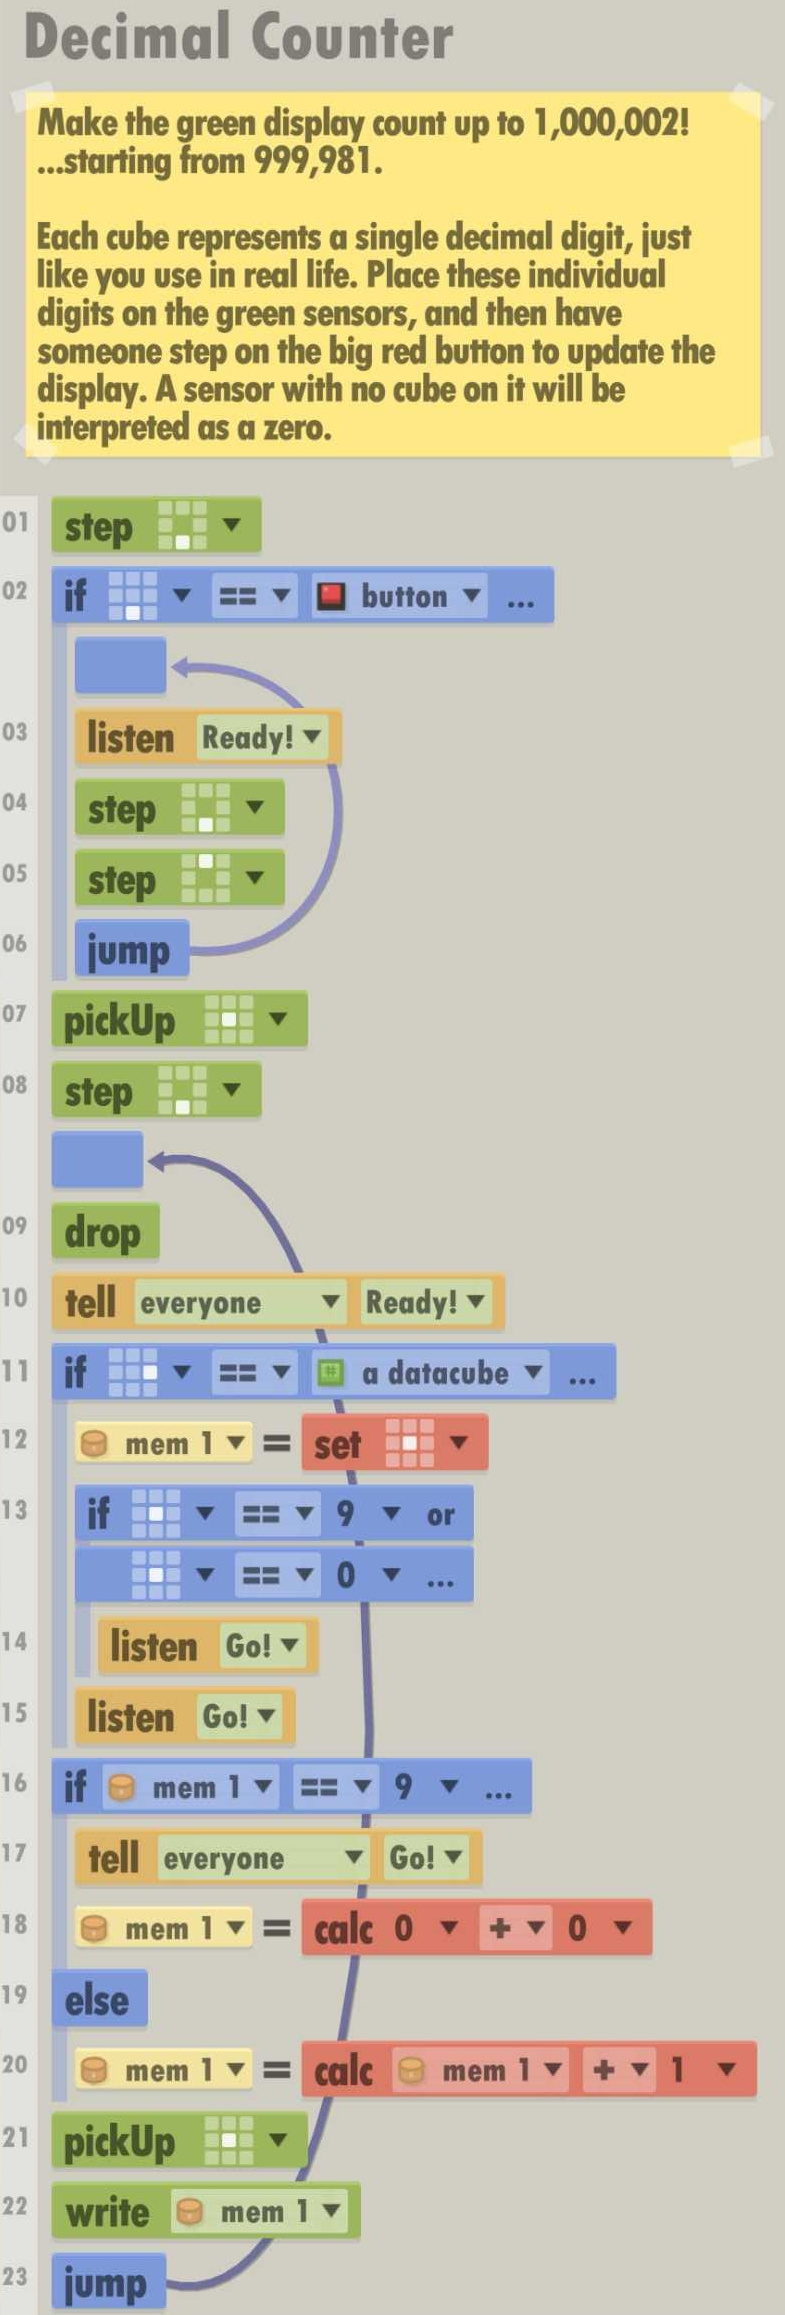 Decimal Counter
Make the green display count up to 1,000,002!
...starting from 999,981.
Each cube represents a single decimal digit, just
like you use in real life. Place these individual
digits on the green sensors, and then have
someone step on the big red button to update the
display. A sensor with no cube on it will be
interpreted as a zero.
01 step
02 if == button ...
03 listen Ready!
04 step
05 step
06 jump
07 pickUp
08 step
09 drop
10 tell everyone Ready!
11 if == # a datacube ...
12 mem 1 = set
13 if == 9 or
== 0 ...
14 listen Go!
15 listen Go!
16 if mem 1 == 9 ...
17 tell everyone Go!
18 mem 1 = calc 0 + 0
19 else
20 mem 1 = calc mem 1 + 1
21 pickUp
22 write mem 1
23 jump